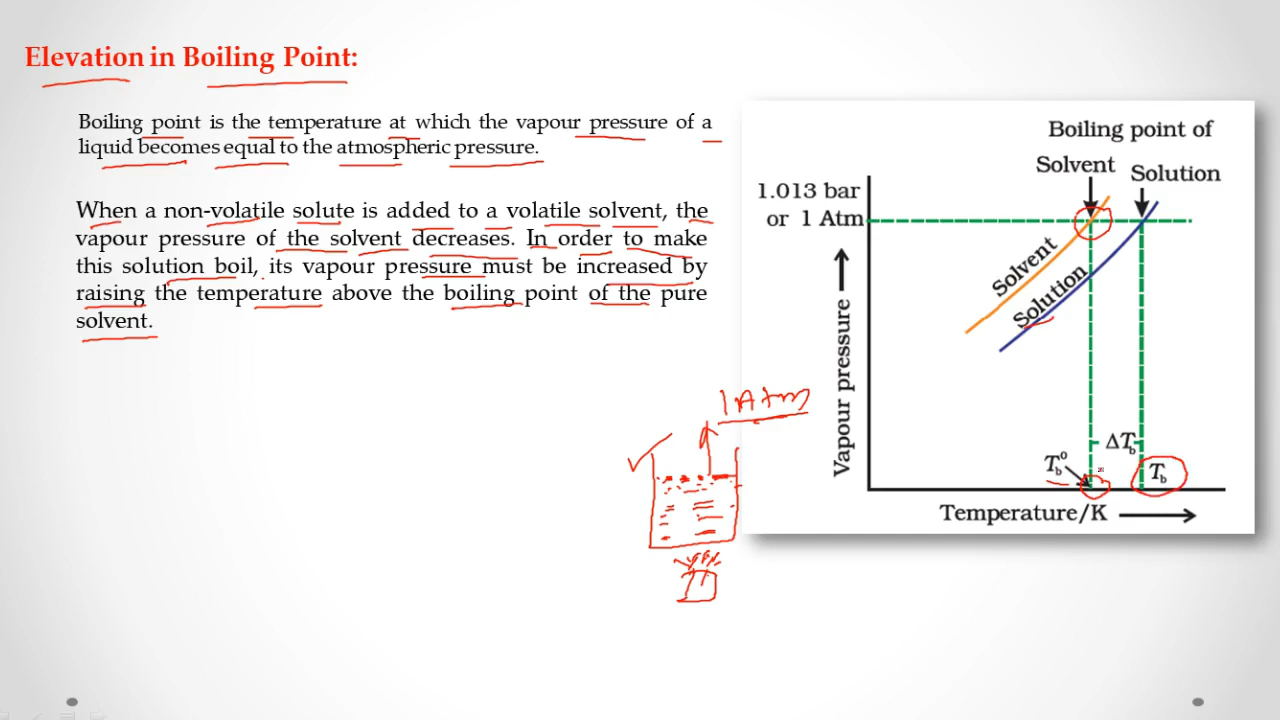 Elevation in Boiling Point:
Boiling point is the temperature at which the vapour pressure of a
liquid becomes equal to the atmospheric pressure.
When a non-volatile solute is added to a volatile solvent, the
vapour pressure of the solvent decreases. In order to make
this solution boil, its vapour pressure must be increased by
raising the temperature above the boiling point of the pure
solvent.
1 Atm
Boiling point of
Solvent
Solution
1.013 bar
or 1 Atm
Solvent
Solution
Vapour pressure
ΔTb
Tb°
Tb
Temperature/K